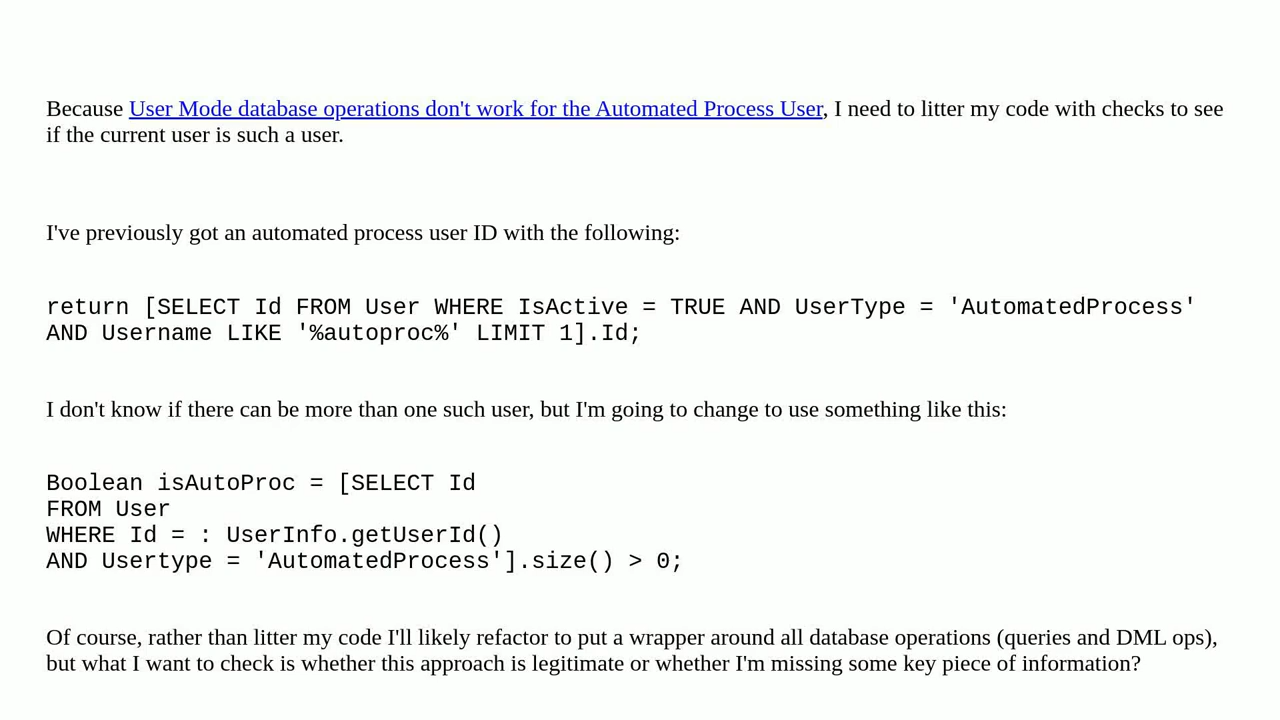 Because User Mode database operations don't work for the Automated Process User, I need to litter my code with checks to see
if the current user is such a user.
I've previously got an automated process user ID with the following:
return [SELECT Id FROM User WHERE IsActive = TRUE AND UserType = 'AutomatedProcess'
AND Username LIKE '%autoproc%' LIMIT 1].Id;
I don't know if there can be more than one such user, but I'm going to change to use something like this:
Boolean isAutoProc = [SELECT Id
FROM User
WHERE Id = : UserInfo.getUserId()
AND Usertype = 'AutomatedProcess'].size() > 0;
Of course, rather than litter my code I'll likely refactor to put a wrapper around all database operations (queries and DML ops),
but what I want to check is whether this approach is legitimate or whether I'm missing some key piece of information?